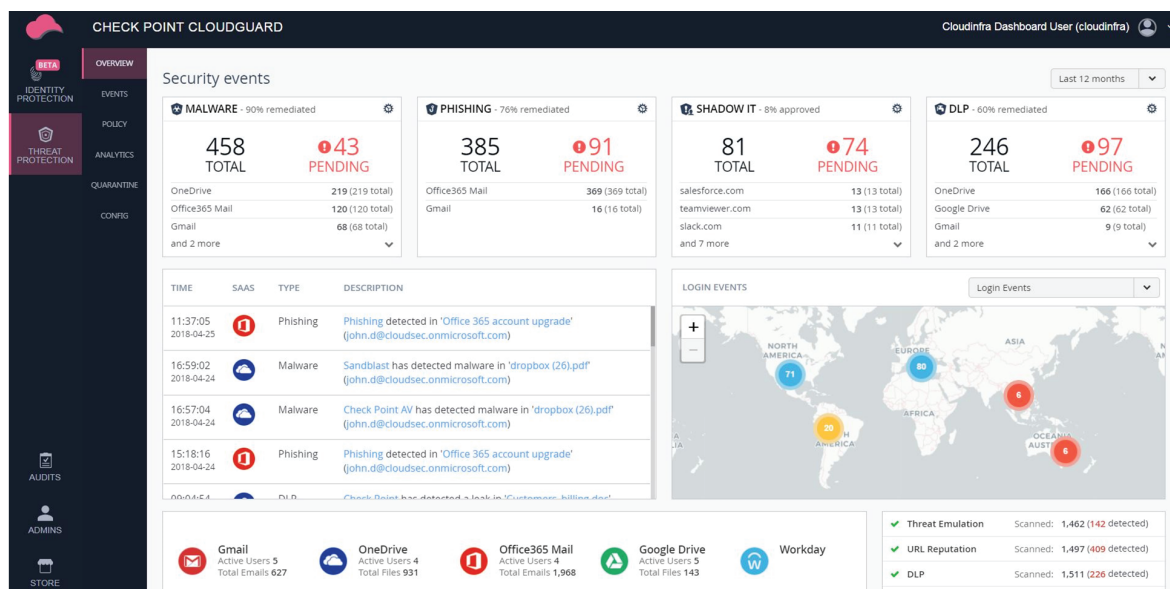 CHECK POINT CLOUDGUARD
Cloudinfra Dashboard User (cloudinfra)
BETA
IDENTITY
PROTECTION
THREAT
PROTECTION
AUDITS
ADMINS
STORE
OVERVIEW
EVENTS
POLICY
ANALYTICS
QUARANTINE
CONFIG
Security events
Last 12 months
MALWARE - 90% remediated
458 43
TOTAL PENDING
OneDrive 219 (219 total)
Office365 Mail 120 (120 total)
Gmail 68 (68 total)
and 2 more
PHISHING - 76% remediated
385 91
TOTAL PENDING
Office365 Mail 369 (369 total)
Gmail 16 (16 total)
SHADOW IT - 8% approved
81 74
TOTAL PENDING
salesforce.com 13 (13 total)
teamviewer.com 13 (13 total)
slack.com 11 (11 total)
and 7 more
DLP - 60% remediated
246 97
TOTAL PENDING
OneDrive 166 (166 total)
Google Drive 62 (62 total)
Gmail 9 (9 total)
and 2 more
TIME SAAS TYPE DESCRIPTION
11:37:05 Phishing Phishing detected in 'Office 365 account upgrade'
2018-04-25 (john.d@cloudsec.onmicrosoft.com)
16:59:02 Malware Sandblast has detected malware in 'dropbox (26).pdf'
2018-04-24 (john.d@cloudsec.onmicrosoft.com)
16:57:04 Malware Check Point AV has detected malware in 'dropbox (26).pdf'
2018-04-24 (john.d@cloudsec.onmicrosoft.com)
15:18:16 Phishing Phishing detected in 'Office 365 account upgrade'
2018-04-24 (john.d@cloudsec.onmicrosoft.com)
09:04:54 DLP Check Point has detected a leak in 'Customers_billing.doc'
LOGIN EVENTS
Login Events
+
−
NORTH
AMERICA
EUROPE
ASIA
AFRICA
AMERICA
71
80
6
20
6
Gmail
Active Users 5
Total Emails 627
OneDrive
Active Users 4
Total Files 931
Office365 Mail
Active Users 4
Total Emails 1,968
Google Drive
Active Users 5
Total Files 143
Workday
Threat Emulation Scanned: 1,462 (142 detected)
URL Reputation Scanned: 1,497 (409 detected)
DLP Scanned: 1,511 (226 detected)